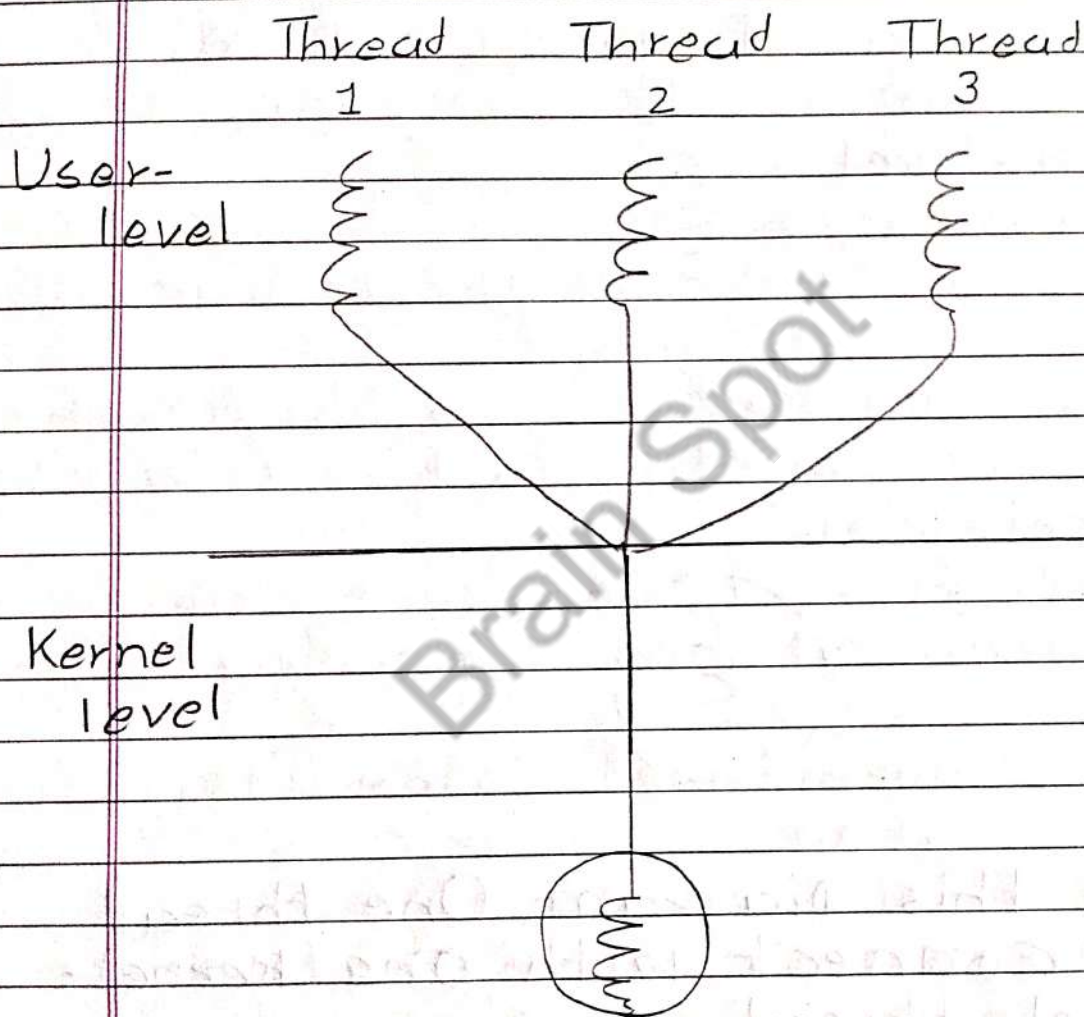 Thread Thread Thread
1 2 3
User-
level
Brain Spot
Kernel
level